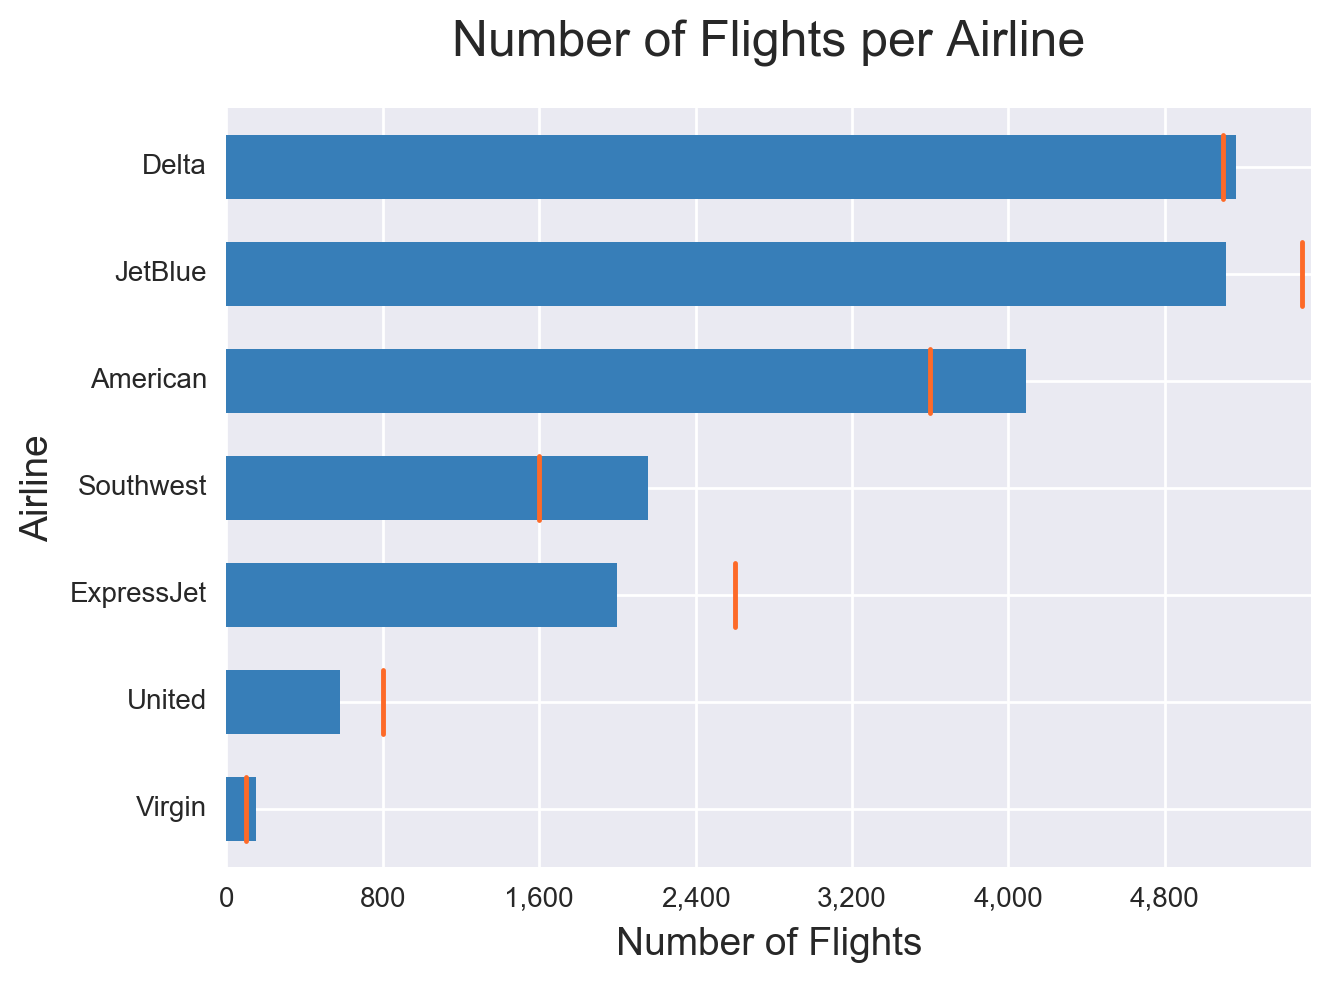 Number of Flights per Airline
Delta
JetBlue
American
Southwest
ExpressJet
United
Virgin
Airline
0 800 1,600 2,400 3,200 4,000 4,800
Number of Flights